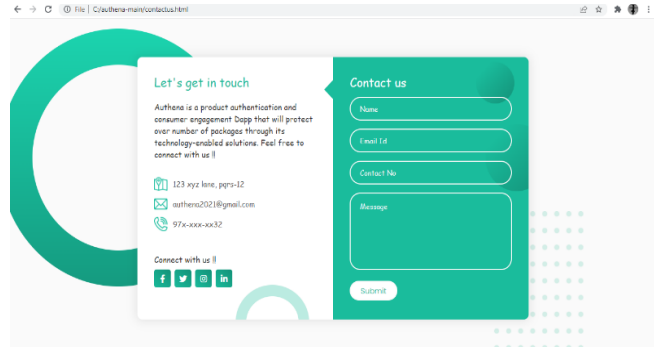 File | C:/authena-main/contactus.html
Let's get in touch
Authena is a product authentication and
consumer engagement Dapp that will protect
over number of packages through its
technology-enabled solutions. Feel free to
connect with us !!
123 xyz lane, pqrs-12
authena2021@gmail.com
97x-xxx-xx32
Connect with us !!
Contact us
Name
Email Id
Contact No
Message
Submit